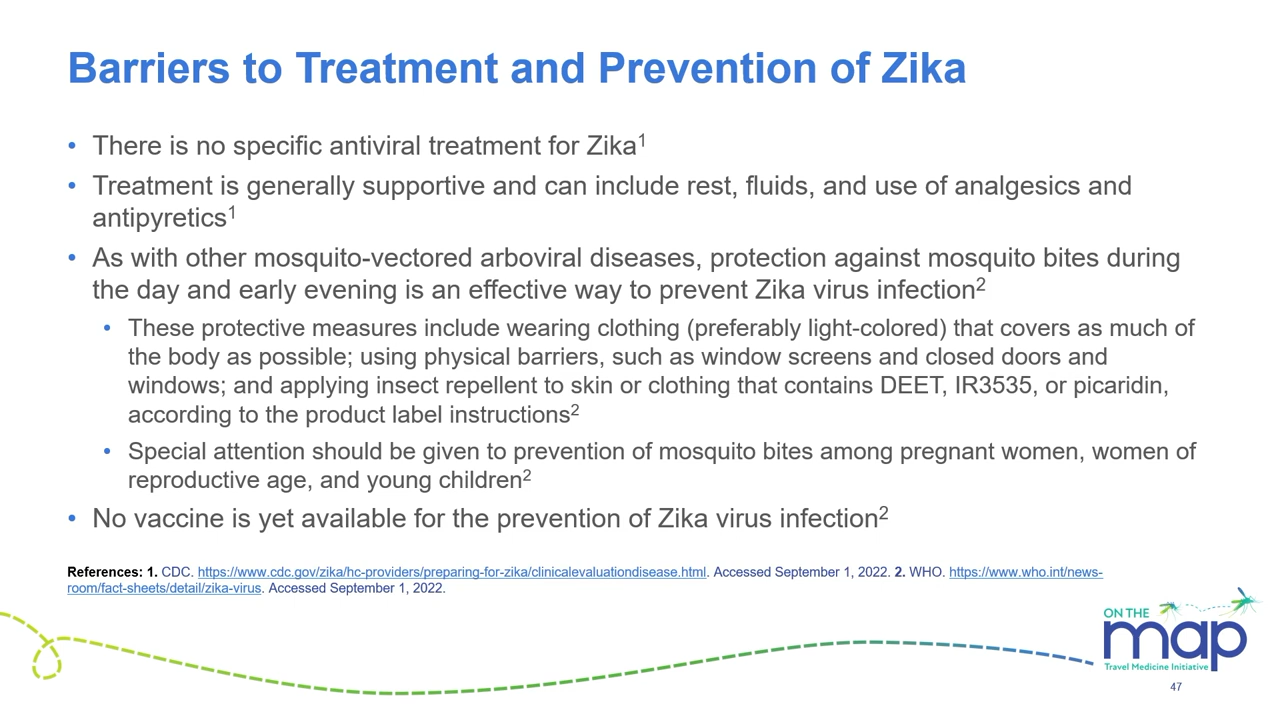 Barriers to Treatment and Prevention of Zika
• There is no specific antiviral treatment for Zika¹
• Treatment is generally supportive and can include rest, fluids, and use of analgesics and
antipyretics¹
• As with other mosquito-vectored arboviral diseases, protection against mosquito bites during
the day and early evening is an effective way to prevent Zika virus infection²
• These protective measures include wearing clothing (preferably light-colored) that covers as much of
the body as possible; using physical barriers, such as window screens and closed doors and
windows; and applying insect repellent to skin or clothing that contains DEET, IR3535, or picaridin,
according to the product label instructions²
• Special attention should be given to prevention of mosquito bites among pregnant women, women of
reproductive age, and young children²
• No vaccine is yet available for the prevention of Zika virus infection²
References: 1. CDC. https://www.cdc.gov/zika/hc-providers/preparing-for-zika/clinicalevaluationdisease.html. Accessed September 1, 2022. 2. WHO. https://www.who.int/news-
room/fact-sheets/detail/zika-virus. Accessed September 1, 2022.
ON THE
map
Travel Medicine Initiative
47